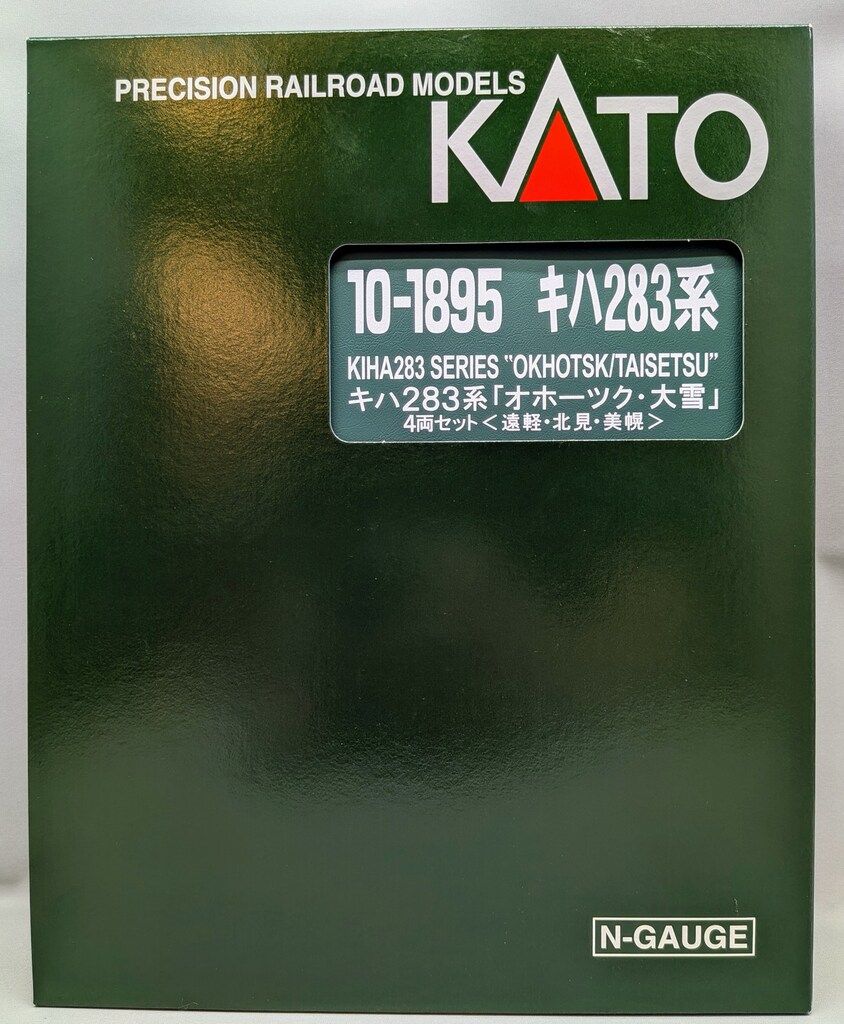 PRECISION RAILROAD MODELS
KATO
10-1895 キハ283系
KIHA283 SERIES "OKHOTSK/TAISETSU"
キハ283系「オホーツク・大雪」
4両セット<遠軽・北見・美幌>
N-GAUGE